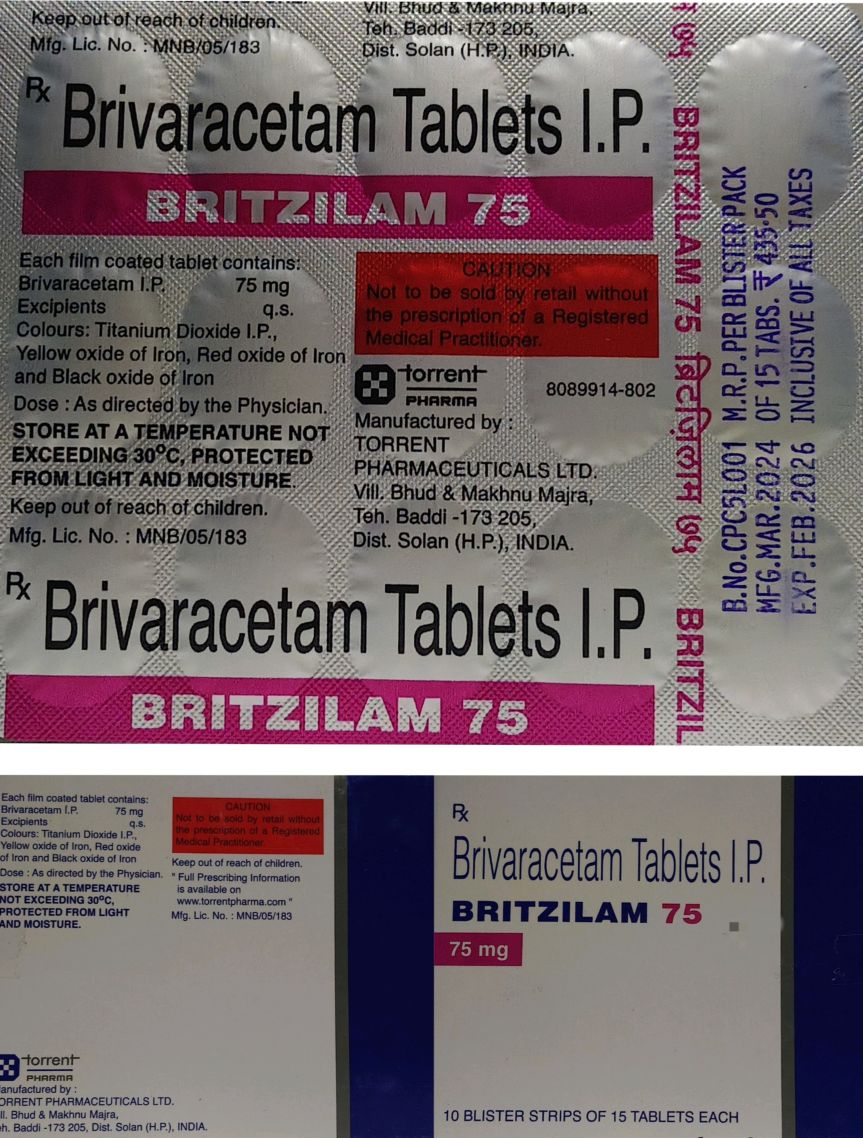 Keep out of reach of children.
Mfg. Lic. No. : MNB/05/183
Vill. Bhud & Makhnu Majra,
Teh. Baddi -173 205,
Dist. Solan (H.P.), INDIA.
Rx Brivaracetam Tablets I.P.
BRITZILAM 75
Each film coated tablet contains:
Brivaracetam I.P. 75 mg
Excipients q.s.
Colours: Titanium Dioxide I.P.,
Yellow oxide of Iron, Red oxide of Iron
and Black oxide of Iron
Dose : As directed by the Physician.
STORE AT A TEMPERATURE NOT
EXCEEDING 30°C, PROTECTED
FROM LIGHT AND MOISTURE.
Keep out of reach of children.
Mfg. Lic. No. : MNB/05/183
CAUTION
Not to be sold by retail without
the prescription of a Registered
Medical Practitioner.
torrent
PHARMA
8089914-802
Manufactured by :
TORRENT
PHARMACEUTICALS LTD.
Vill. Bhud & Makhnu Majra,
Teh. Baddi -173 205,
Dist. Solan (H.P.), INDIA.
Rx Brivaracetam Tablets I.P.
BRITZILAM 75
७५ BRITZILAM 75 ब्रिटज़िलाम ७५ BRITZIL
B.No.CPC5L001 M.R.P.PER BLISTER PACK
MFG.MAR.2024 OF 15 TABS. ₹ 435.50
EXP.FEB.2026 INCLUSIVE OF ALL TAXES
Each film coated tablet contains:
Brivaracetam I.P. 75 mg
Excipients q.s.
Colours: Titanium Dioxide I.P.,
Yellow oxide of Iron, Red oxide
of Iron and Black oxide of Iron
Dose : As directed by the Physician.
STORE AT A TEMPERATURE
NOT EXCEEDING 30°C,
PROTECTED FROM LIGHT
AND MOISTURE.
CAUTION
Not to be sold by retail without
the prescription of a Registered
Medical Practitioner.
Keep out of reach of children.
" Full Prescribing Information
is available on
www.torrentpharma.com "
Mfg. Lic. No. : MNB/05/183
torrent
PHARMA
anufactured by :
ORRENT PHARMACEUTICALS LTD.
ill. Bhud & Makhnu Majra,
eh. Baddi -173 205, Dist. Solan (H.P.), INDIA.
Rx
Brivaracetam Tablets I.P.
BRITZILAM 75
75 mg
10 BLISTER STRIPS OF 15 TABLETS EACH